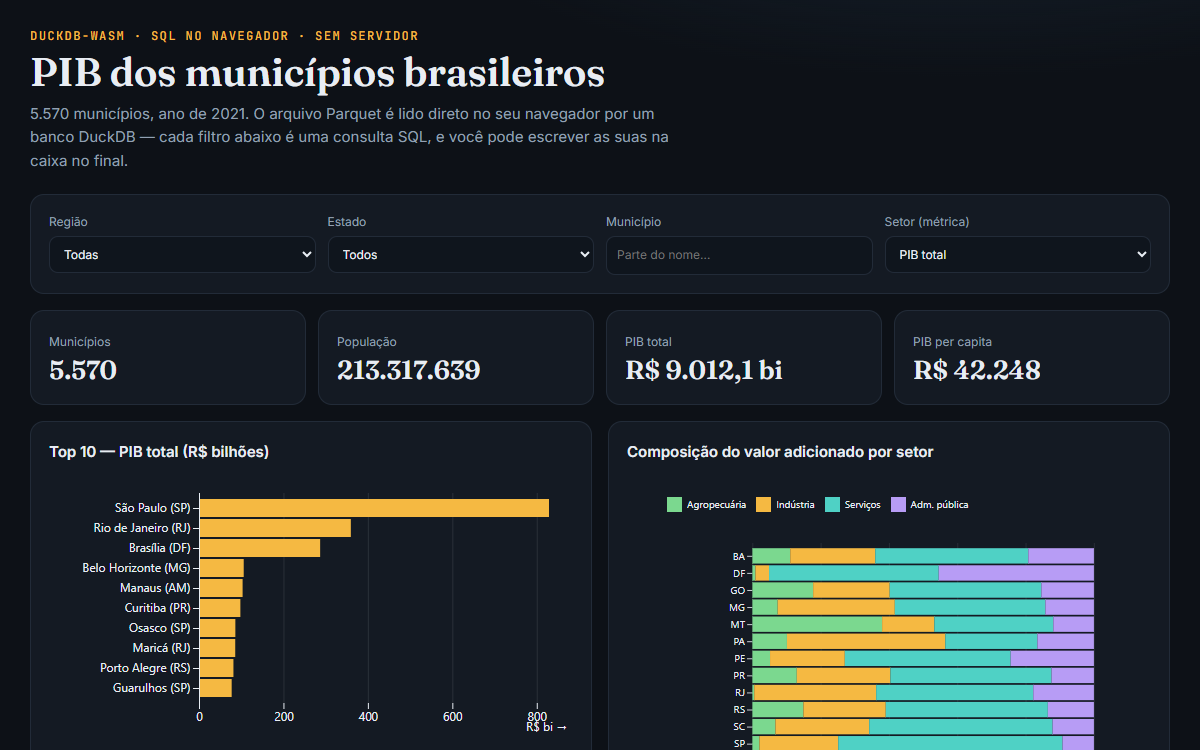 DUCKDB-WASM · SQL NO NAVEGADOR · SEM SERVIDOR
PIB dos municípios brasileiros
5.570 municípios, ano de 2021. O arquivo Parquet é lido direto no seu navegador por um
banco DuckDB — cada filtro abaixo é uma consulta SQL, e você pode escrever as suas na
caixa no final.
Região
Estado
Município
Setor (métrica)
Todas
Todos
Parte do nome...
PIB total
Municípios
População
PIB total
PIB per capita
5.570
213.317.639
R$ 9.012,1 bi
R$ 42.248
Top 10 — PIB total (R$ bilhões)
São Paulo (SP)
Rio de Janeiro (RJ)
Brasília (DF)
Belo Horizonte (MG)
Manaus (AM)
Curitiba (PR)
Osasco (SP)
Maricá (RJ)
Porto Alegre (RS)
Guarulhos (SP)
0 200 400 600 800
R$ bi →
Composição do valor adicionado por setor
Agropecuária Indústria Serviços Adm. pública
BA
DF
GO
MG
MT
PA
PE
PR
RJ
RS
SC
SP